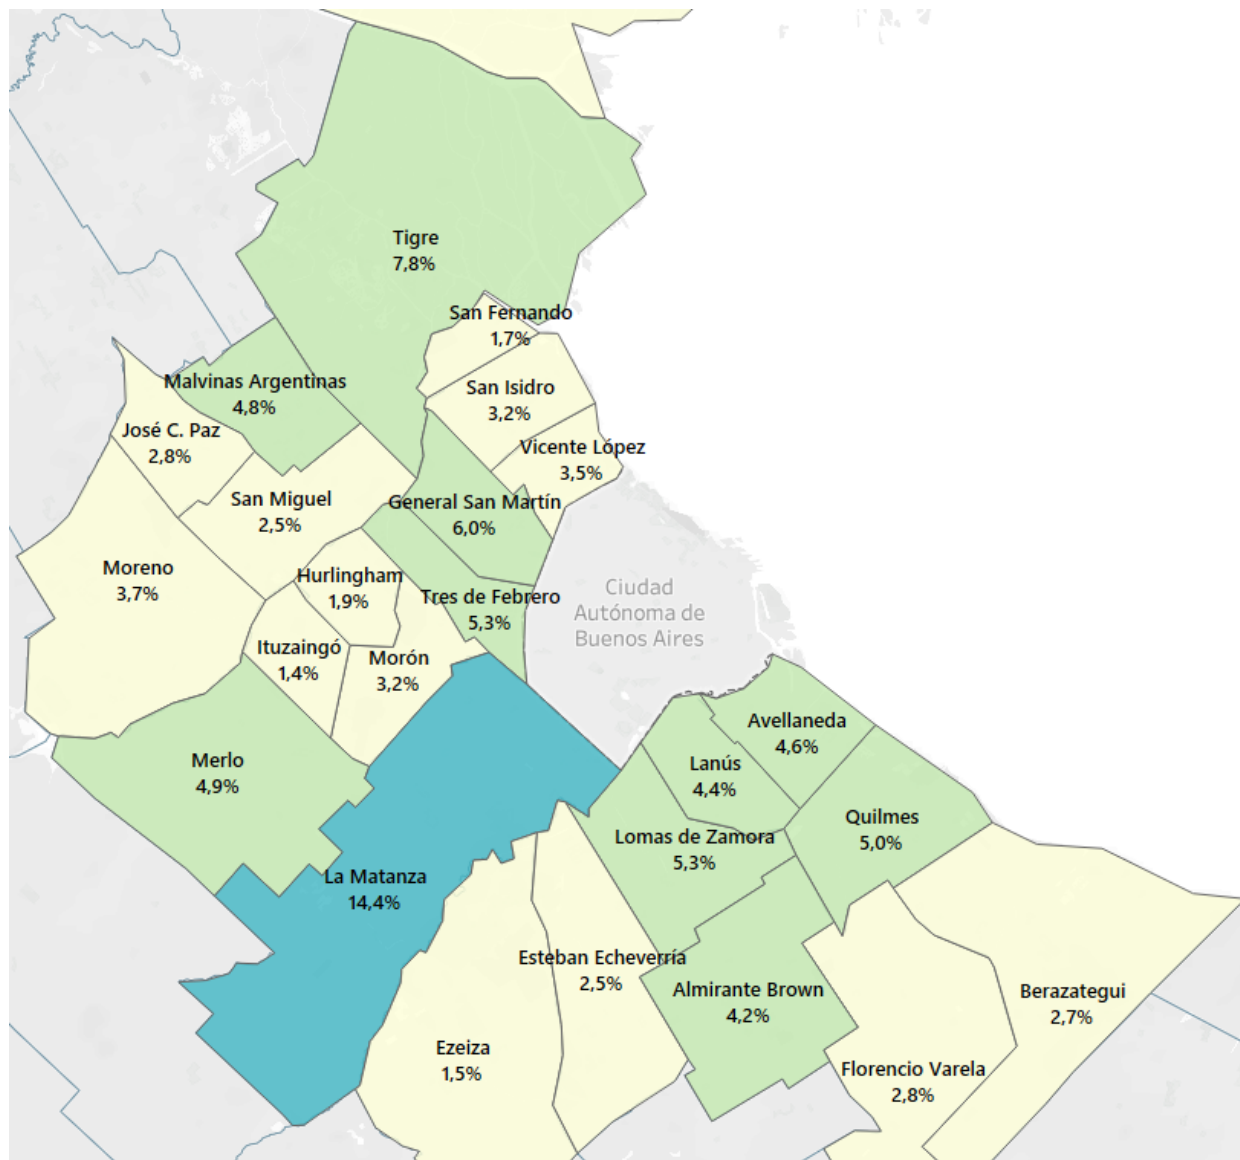 Tigre
7,8%
San Fernando
1,7%
San Isidro
3,2%
Malvinas Argentinas
4,8%
José C. Paz
2,8%
Vicente López
3,5%
San Miguel
2,5%
General San Martín
6,0%
Moreno
3,7%
Hurlingham
1,9%
Tres de Febrero
5,3%
Ciudad
Autónoma de
Buenos Aires
Ituzaingó
1,4%
Morón
3,2%
Merlo
4,9%
Avellaneda
4,6%
Lanús
4,4%
Quilmes
5,0%
Lomas de Zamora
5,3%
La Matanza
14,4%
Esteban Echeverría
2,5%
Almirante Brown
4,2%
Berazategui
2,7%
Ezeiza
1,5%
Florencio Varela
2,8%